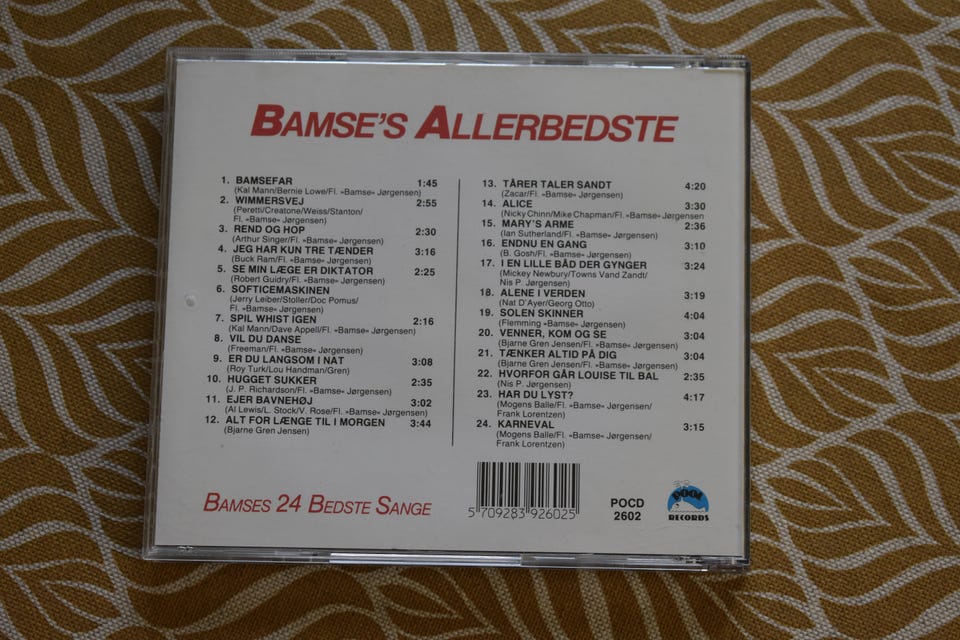 BAMSE'S ALLERBEDSTE
1. BAMSEFAR 1:45
(Kal Mann/Bernie Lowe/Fl. »Bamse« Jørgensen)
2. WIMMERSVEJ 2:55
(Peretti/Creatone/Weiss/Stanton/
Fl. »Bamse« Jørgensen)
3. REND OG HOP 2:30
(Arthur Singer/Fl. »Bamse« Jørgensen)
4. JEG HAR KUN TRE TÆNDER 3:16
(Buck Ram/Fl. »Bamse« Jørgensen)
5. SE MIN LÆGE ER DIKTATOR 2:25
(Robert Guidry/Fl. »Bamse« Jørgensen)
6. SOFTICEMASKINEN
(Jerry Leiber/Stoller/Doc Pomus/
Fl. »Bamse« Jørgensen)
7. SPIL WHIST IGEN 2:16
(Kal Mann/Dave Appell/Fl. »Bamse« Jørgensen)
8. VIL DU DANSE
(Freeman/Fl. »Bamse« Jørgensen)
9. ER DU LANGSOM I NAT 3:08
(Roy Turk/Lou Handman/Gren)
10. HUGGET SUKKER 2:35
(J. P. Richardson/Fl. »Bamse« Jørgensen)
11. EJER BAVNEHØJ 3:02
(Al Lewis/L. Stock/V. Rose/Fl. »Bamse« Jørgensen)
12. ALT FOR LÆNGE TIL I MORGEN 3:44
(Bjarne Gren Jensen)
13. TÅRER TALER SANDT 4:20
(Zacar/Fl. »Bamse« Jørgensen)
14. ALICE 3:30
(Nicky Chinn/Mike Chapman/Fl. »Bamse« Jørgensen
15. MARY'S ARME 2:36
(Ian Sutherland/Fl. »Bamse« Jørgensen)
16. ENDNU EN GANG 3:10
(B. Gosh/Fl. »Bamse« Jørgensen)
17. I EN LILLE BÅD DER GYNGER 3:24
(Mickey Newbury/Towns Vand Zandt/
Nis P. Jørgensen)
18. ALENE I VERDEN 3:19
(Nat D'Ayer/Georg Otto)
19. SOLEN SKINNER 4:04
(Flemming »Bamse« Jørgensen)
20. VENNER, KOM OG SE 3:04
(Bjarne Gren Jensen/Fl. »Bamse« Jørgensen)
21. TÆNKER ALTID PÅ DIG 3:04
(Bjarne Gren Jensen/Fl. »Bamse« Jørgensen)
22. HVORFOR GÅR LOUISE TIL BAL 2:35
(Nis P. Jørgensen)
23. HAR DU LYST? 4:17
(Mogens Balle/Fl. »Bamse« Jørgensen/
Frank Lorentzen)
24. KARNEVAL 3:15
(Mogens Balle/Fl. »Bamse« Jørgensen/
Frank Lorentzen)
BAMSES 24 BEDSTE SANGE
5 709283 926025
POCD
2602
POOL
RECORDS